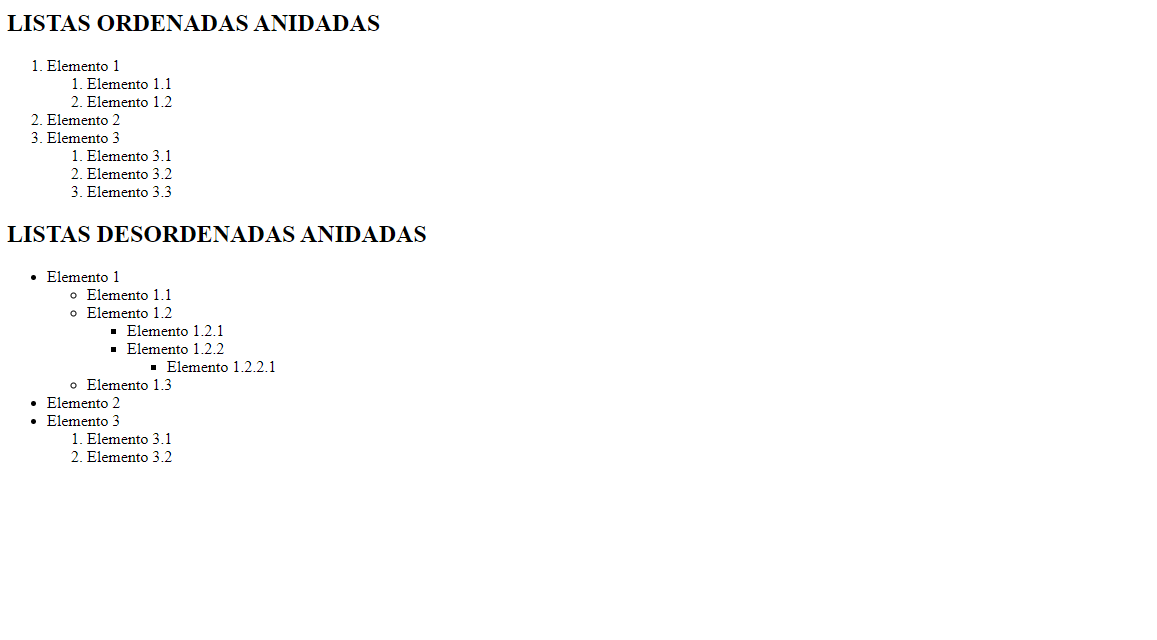 LISTAS ORDENADAS ANIDADAS
1. Elemento 1
1. Elemento 1.1
2. Elemento 1.2
2. Elemento 2
3. Elemento 3
1. Elemento 3.1
2. Elemento 3.2
3. Elemento 3.3
LISTAS DESORDENADAS ANIDADAS
• Elemento 1
◦ Elemento 1.1
◦ Elemento 1.2
▪ Elemento 1.2.1
▪ Elemento 1.2.2
▪ Elemento 1.2.2.1
◦ Elemento 1.3
• Elemento 2
• Elemento 3
1. Elemento 3.1
2. Elemento 3.2